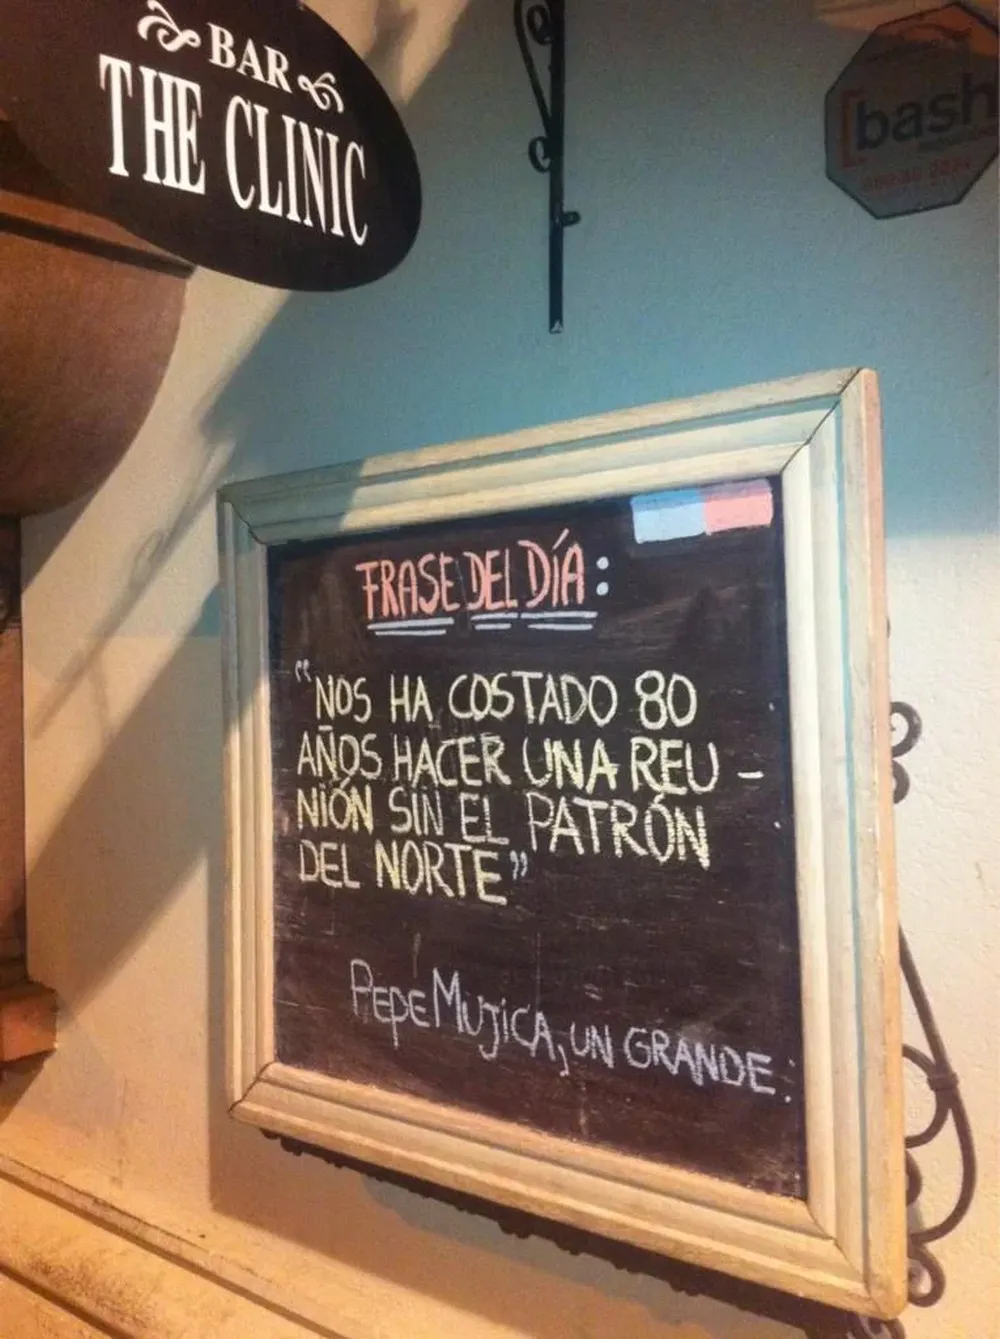 BAR
THE CLINIC
[bash
FRASE DEL DÍA:
"NOS HA COSTADO 80
AÑOS HACER UNA REU-
NIÓN SIN EL PATRÓN
DEL NORTE"
PEPE MUJICA, UN GRANDE.